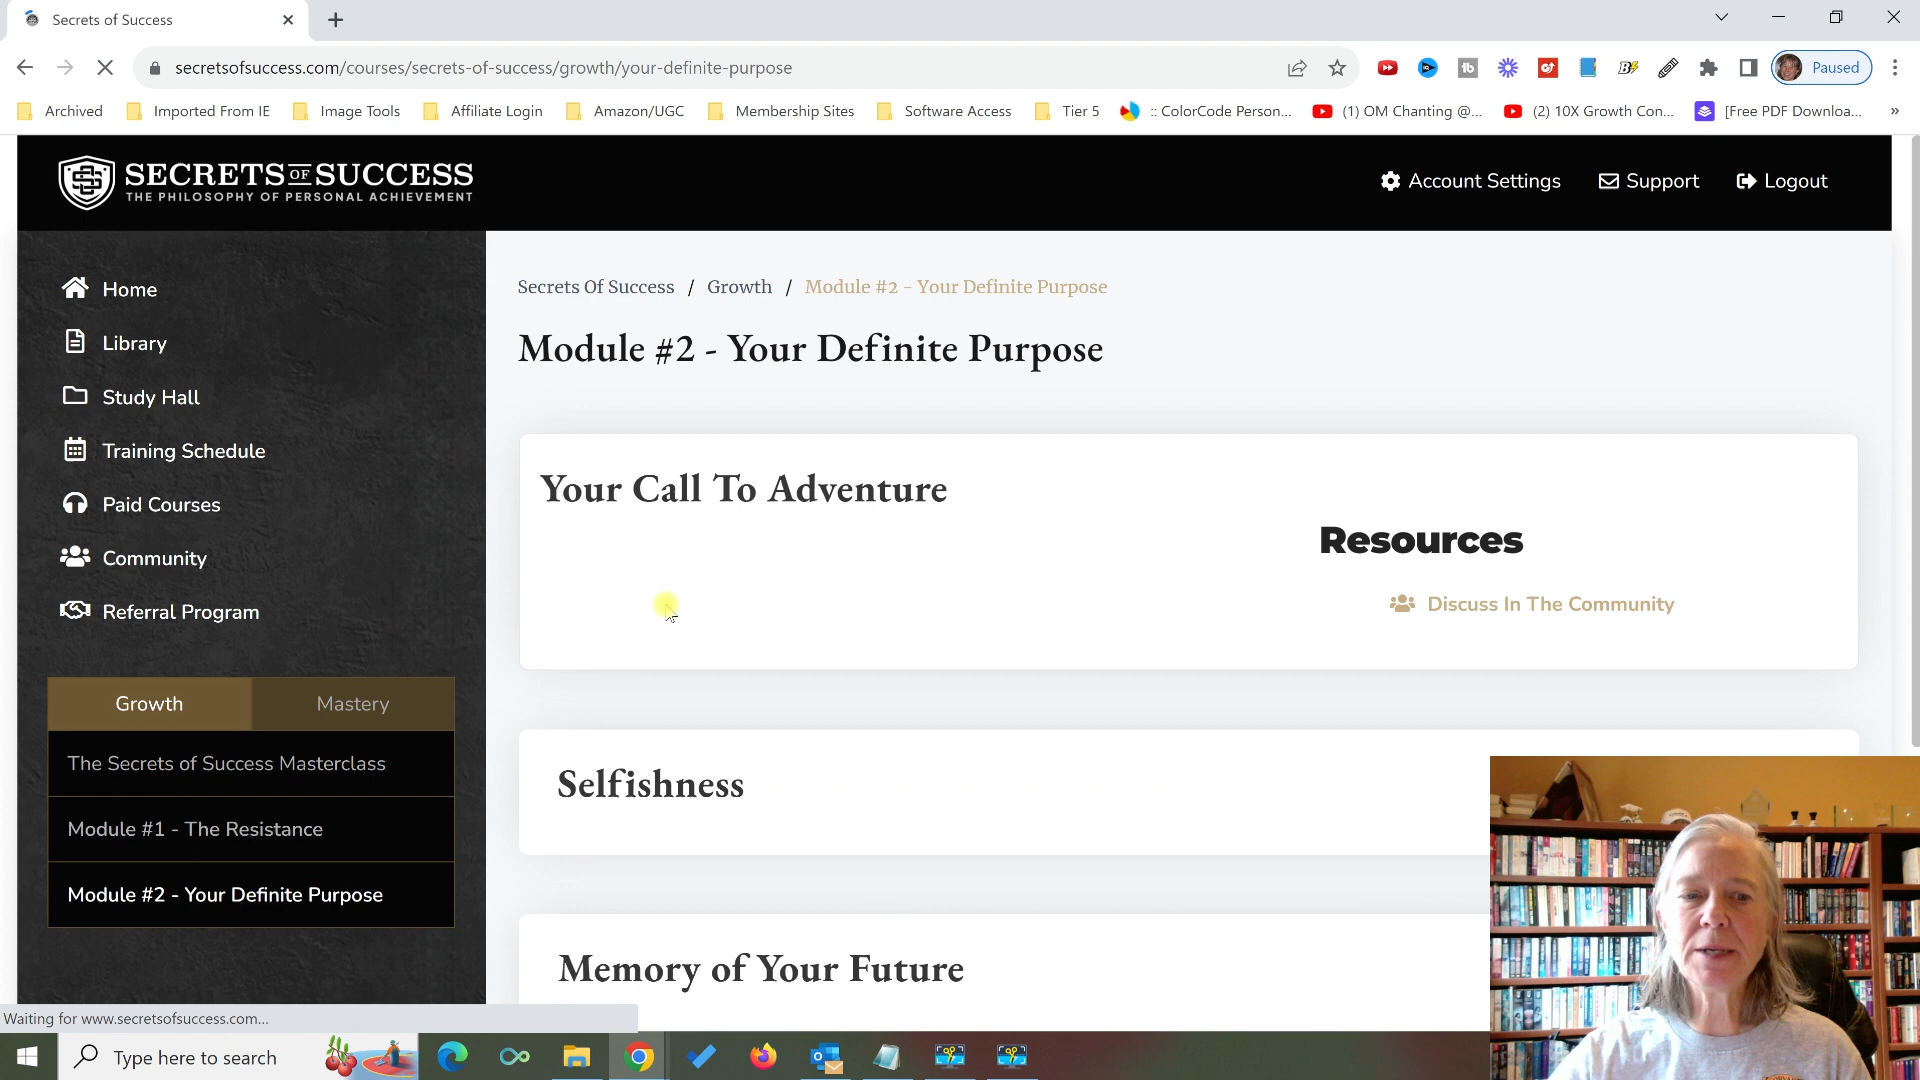 Secrets of Success
secretsofsuccess.com/courses/secrets-of-success/growth/your-definite-purpose
Paused
Archived
Imported From IE
Image Tools
Affiliate Login
Amazon/UGC
Membership Sites
Software Access
Tier 5
:: ColorCode Person...
(1) OM Chanting @...
(2) 10X Growth Con...
[Free PDF Downloa...
»
SECRETS OF SUCCESS
THE PHILOSOPHY OF PERSONAL ACHIEVEMENT
Account Settings
Support
Logout
Home
Library
Study Hall
Training Schedule
Paid Courses
Community
Referral Program
Growth
Mastery
The Secrets of Success Masterclass
Module #1 - The Resistance
Module #2 - Your Definite Purpose
Secrets Of Success / Growth / Module #2 - Your Definite Purpose
Module #2 - Your Definite Purpose
Your Call To Adventure
Resources
Discuss In The Community
Selfishness
Memory of Your Future
Waiting for www.secretsofsuccess.com...
Type here to search